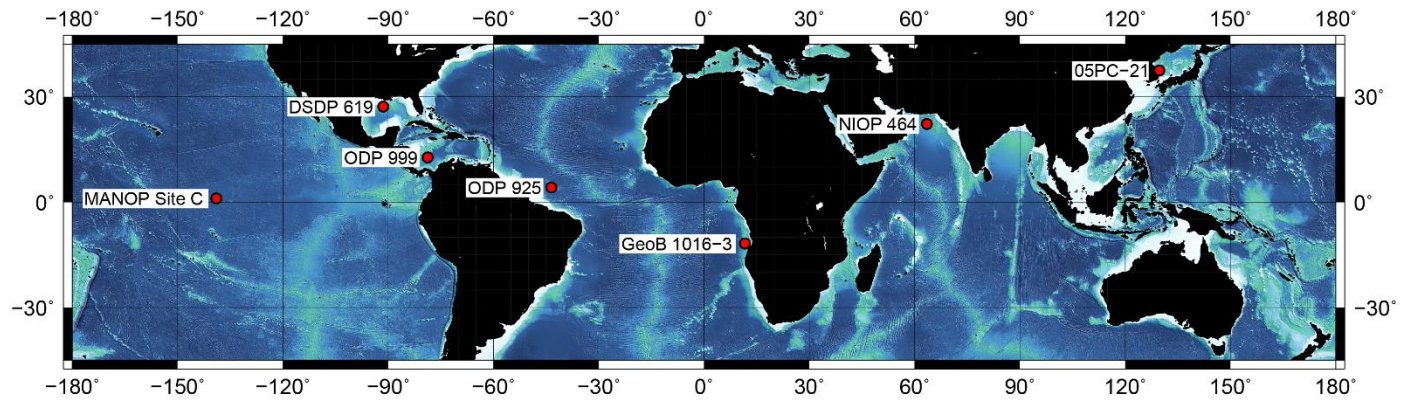 −180˚ −150˚ −120˚ −90˚ −60˚ −30˚ 0˚ 30˚ 60˚ 90˚ 120˚ 150˚ 180˚
05PC−21
30˚ 30˚
DSDP 619
NIOP 464
ODP 999
ODP 925
MANOP Site C
0˚ 0˚
GeoB 1016−3
−30˚ −30˚
−180˚ −150˚ −120˚ −90˚ −60˚ −30˚ 0˚ 30˚ 60˚ 90˚ 120˚ 150˚ 180˚